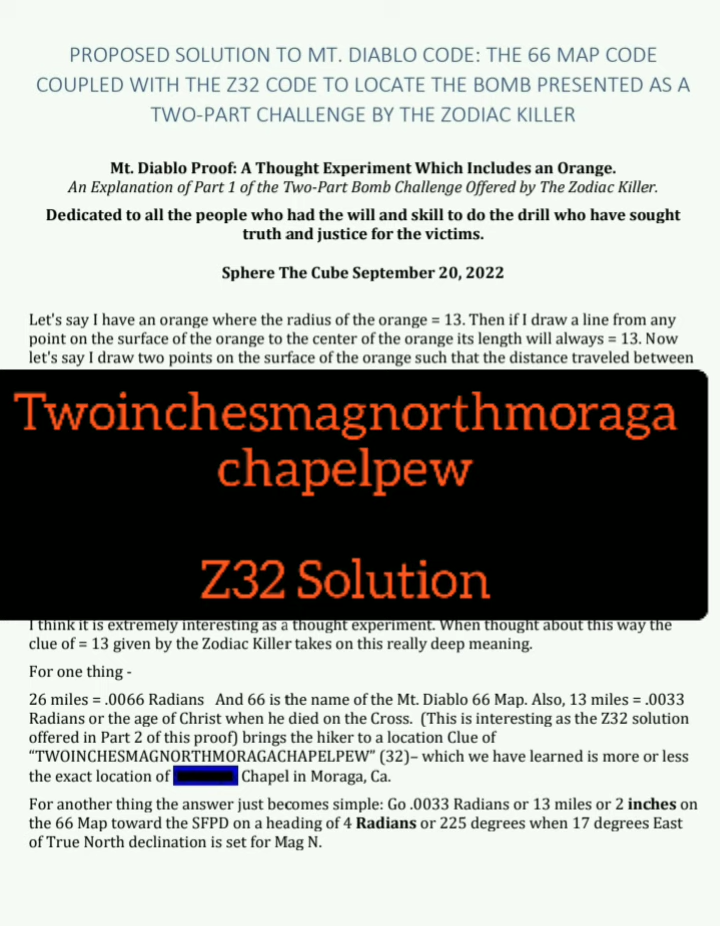 PROPOSED SOLUTION TO MT. DIABLO CODE: THE 66 MAP CODE
COUPLED WITH THE Z32 CODE TO LOCATE THE BOMB PRESENTED AS A
TWO-PART CHALLENGE BY THE ZODIAC KILLER
Mt. Diablo Proof: A Thought Experiment Which Includes an Orange.
An Explanation of Part 1 of the Two-Part Bomb Challenge Offered by The Zodiac Killer.
Dedicated to all the people who had the will and skill to do the drill who have sought
truth and justice for the victims.
Sphere The Cube September 20, 2022
Let's say I have an orange where the radius of the orange = 13. Then if I draw a line from any
point on the surface of the orange to the center of the orange its length will always = 13. Now
let's say I draw two points on the surface of the orange such that the distance traveled between
Twoinchesmagnorthmoraga
chapelpew
Z32 Solution
I think it is extremely interesting as a thought experiment. When thought about this way the
clue of = 13 given by the Zodiac Killer takes on this really deep meaning.
For one thing -
26 miles = .0066 Radians And 66 is the name of the Mt. Diablo 66 Map. Also, 13 miles = .0033
Radians or the age of Christ when he died on the Cross. (This is interesting as the Z32 solution
offered in Part 2 of this proof) brings the hiker to a location Clue of
“TWOINCHESMAGNORTHMORAGACHAPELPEW” (32)– which we have learned is more or less
the exact location of Chapel in Moraga, Ca.
For another thing the answer just becomes simple: Go .0033 Radians or 13 miles or 2 inches on
the 66 Map toward the SFPD on a heading of 4 Radians or 225 degrees when 17 degrees East
of True North declination is set for Mag N.